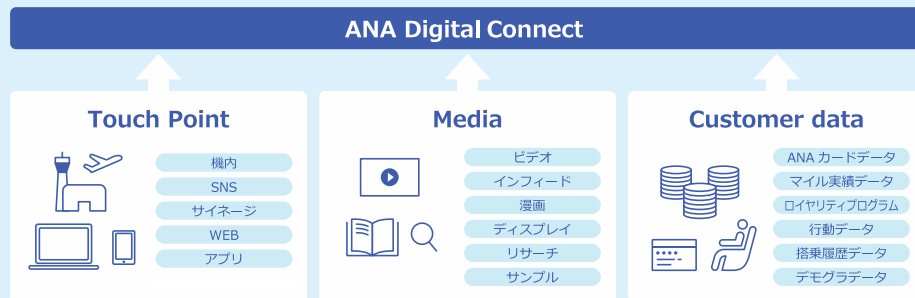 ANA Digital Connect
Touch Point
機内
SNS
サイネージ
WEB
アプリ
Media
ビデオ
インフィード
漫画
ディスプレイ
リサーチ
サンプル
Customer data
ANA カードデータ
マイル実績データ
ロイヤリティプログラム
行動データ
搭乗履歴データ
デモグラデータ